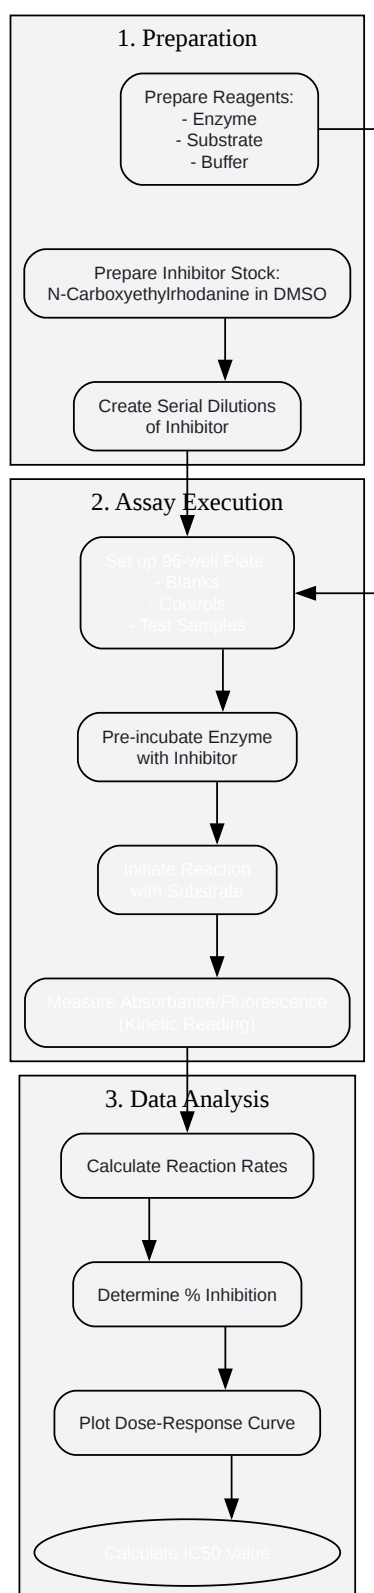 1. Preparation
Prepare Reagents:
- Enzyme
- Substrate
- Buffer
Prepare Inhibitor Stock:
N-Carboxyethylrhodanine in DMSO
Create Serial Dilutions
of Inhibitor
2. Assay Execution
Set up 96-well Plate:
- Blanks
- Controls
- Test Samples
Pre-incubate Enzyme
with Inhibitor
Initiate Reaction
with Substrate
Measure Absorbance/Fluorescence
(Kinetic Reading)
3. Data Analysis
Calculate Reaction Rates
Determine % Inhibition
Plot Dose-Response Curve
Calculate IC50 Value